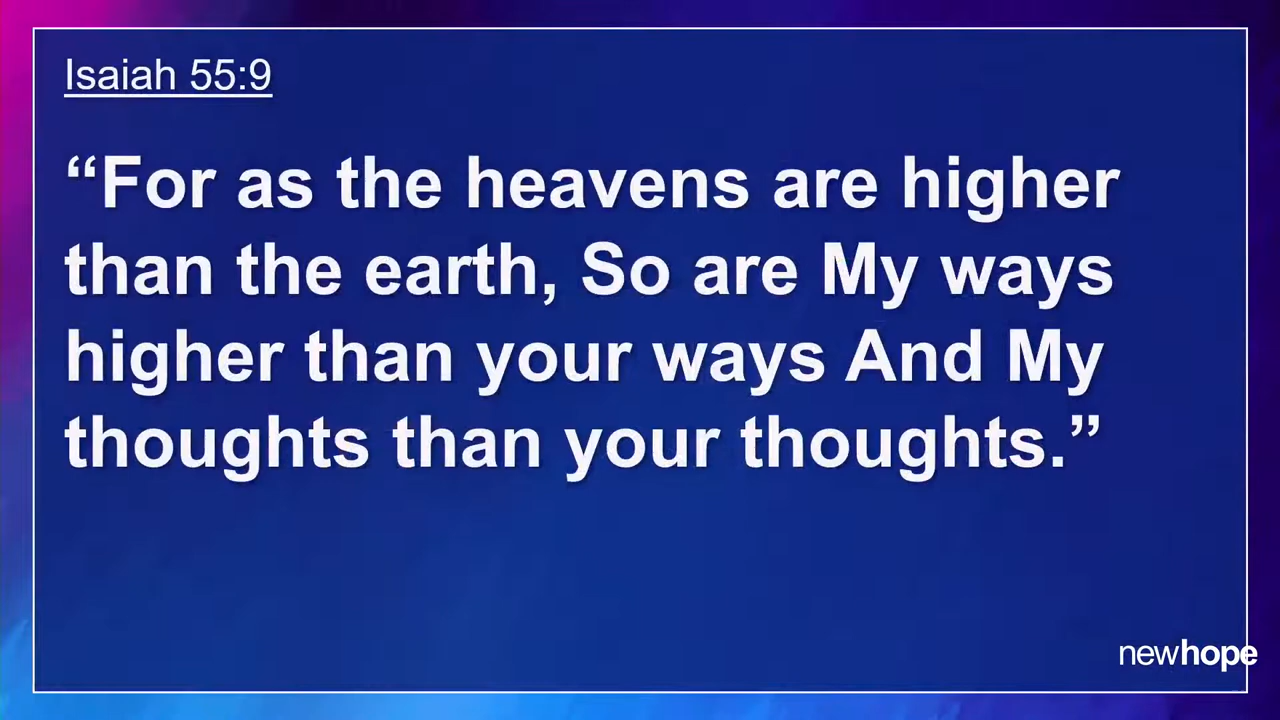 Isaiah 55:9
“For as the heavens are higher
than the earth, So are My ways
higher than your ways And My
thoughts than your thoughts.”
newhope